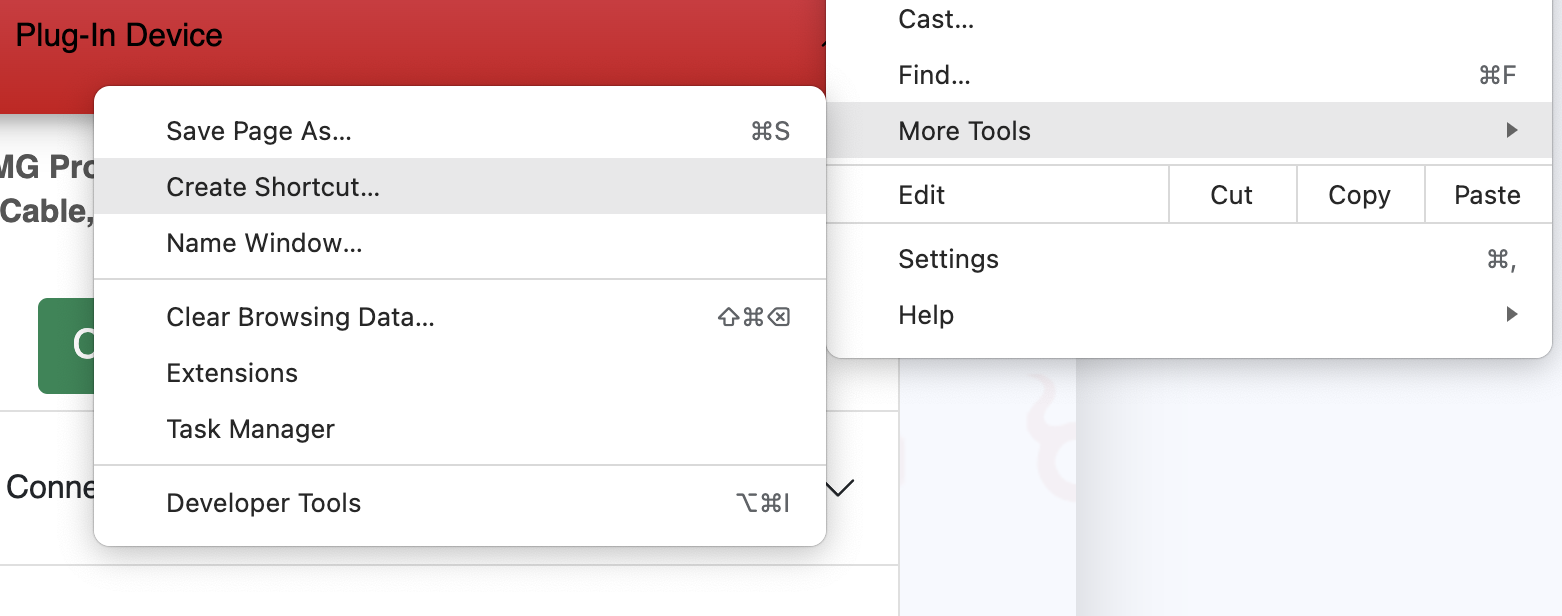 Plug-In Device
MG Pro
Cable,
Conne
Save Page As... ⌘S
Create Shortcut...
Name Window...
Clear Browsing Data... ⇧⌘⌫
Extensions
Task Manager
Developer Tools ⌥⌘I
Cast...
Find... ⌘F
More Tools
Edit Cut Copy Paste
Settings ⌘,
Help